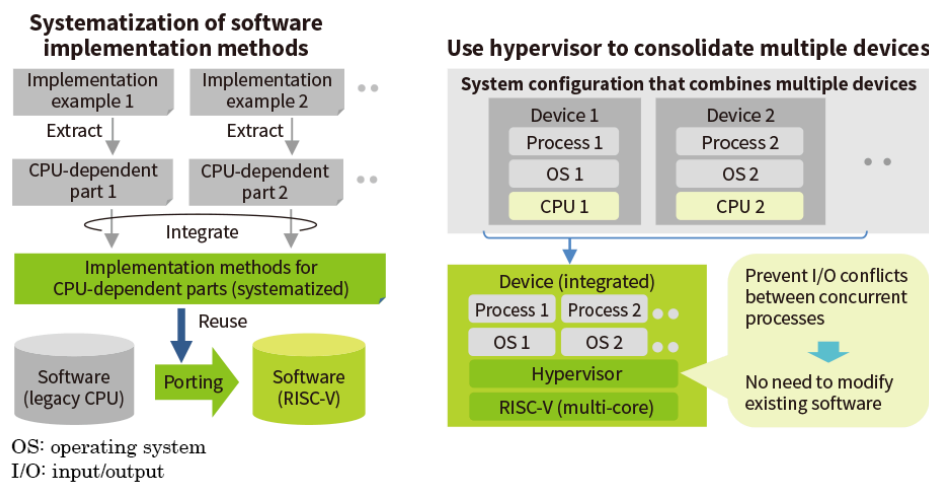 Systematization of software
implementation methods
Implementation
example 1
Implementation
example 2
Extract
Extract
CPU-dependent
part 1
CPU-dependent
part 2
Integrate
Implementation methods for
CPU-dependent parts (systematized)
Reuse
Software
(legacy CPU)
Porting
Software
(RISC-V)
OS: operating system
I/O: input/output
Use hypervisor to consolidate multiple devices
System configuration that combines multiple devices
Device 1
Process 1
OS 1
CPU 1
Device 2
Process 2
OS 2
CPU 2
Device (integrated)
Process 1
Process 2
OS 1
OS 2
Hypervisor
RISC-V (multi-core)
Prevent I/O conflicts
between concurrent
processes
No need to modify
existing software